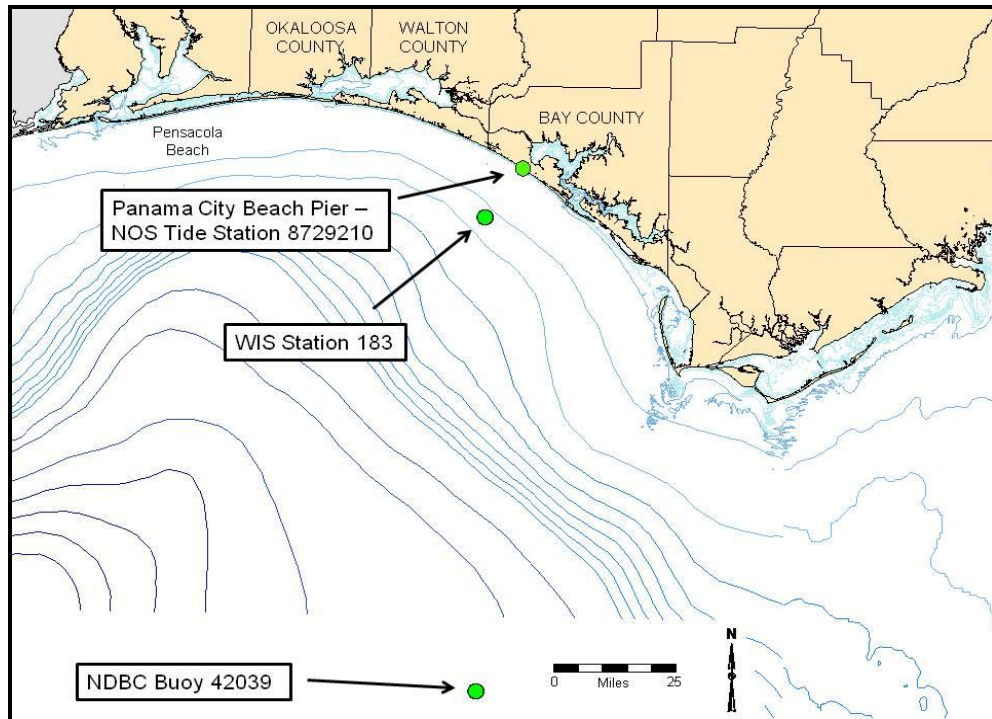 OKALOOSA
COUNTY
WALTON
COUNTY
BAY COUNTY
Pensacola
Beach
Panama City Beach Pier –
NOS Tide Station 8729210
WIS Station 183
NDBC Buoy 42039
0 Miles 25
N